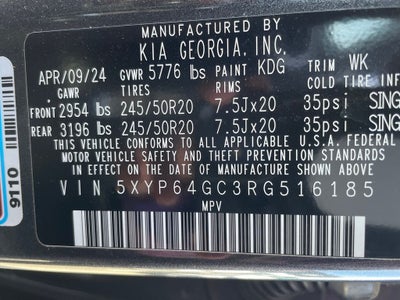 MANUFACTURED BY
KIA GEORGIA, INC.
APR/09/24 GVWR 5776 lbs PAINT KDG TRIM WK
GAWR TIRES RIMS COLD TIRE
FRONT 2954 lbs 245/50R20 7.5Jx20 35psi SING
REAR 3196 lbs 245/50R20 7.5Jx20 35psi SING
THIS VEHICLE CONFORMS TO ALL APPLICABLE U.S.A. FEDERAL
MOTOR VEHICLE SAFETY AND THEFT PREVENTION STANDARDS
IN EFFECT ON THE DATE OF MANUFACTURE SHOWN ABOVE
VIN 5XYP64GC3RG516185
MPV
9110